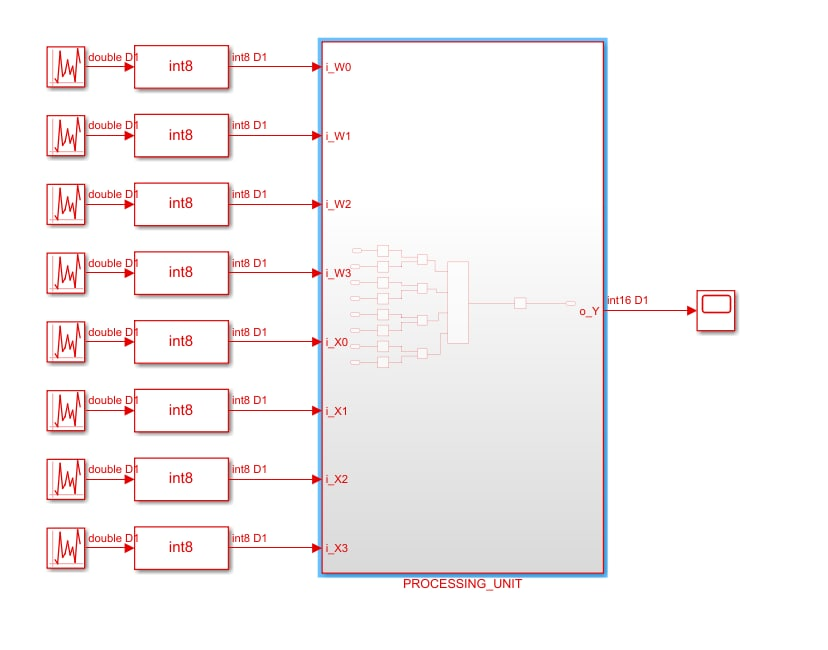 double D1 int8 int8 D1 i_W0
double D1 int8 int8 D1 i_W1
double D1 int8 int8 D1 i_W2
double D1 int8 int8 D1 i_W3
int16 D1
o_Y
double D1 int8 int8 D1 i_X0
double D1 int8 int8 D1 i_X1
double D1 int8 int8 D1 i_X2
double D1 int8 int8 D1 i_X3
PROCESSING_UNIT